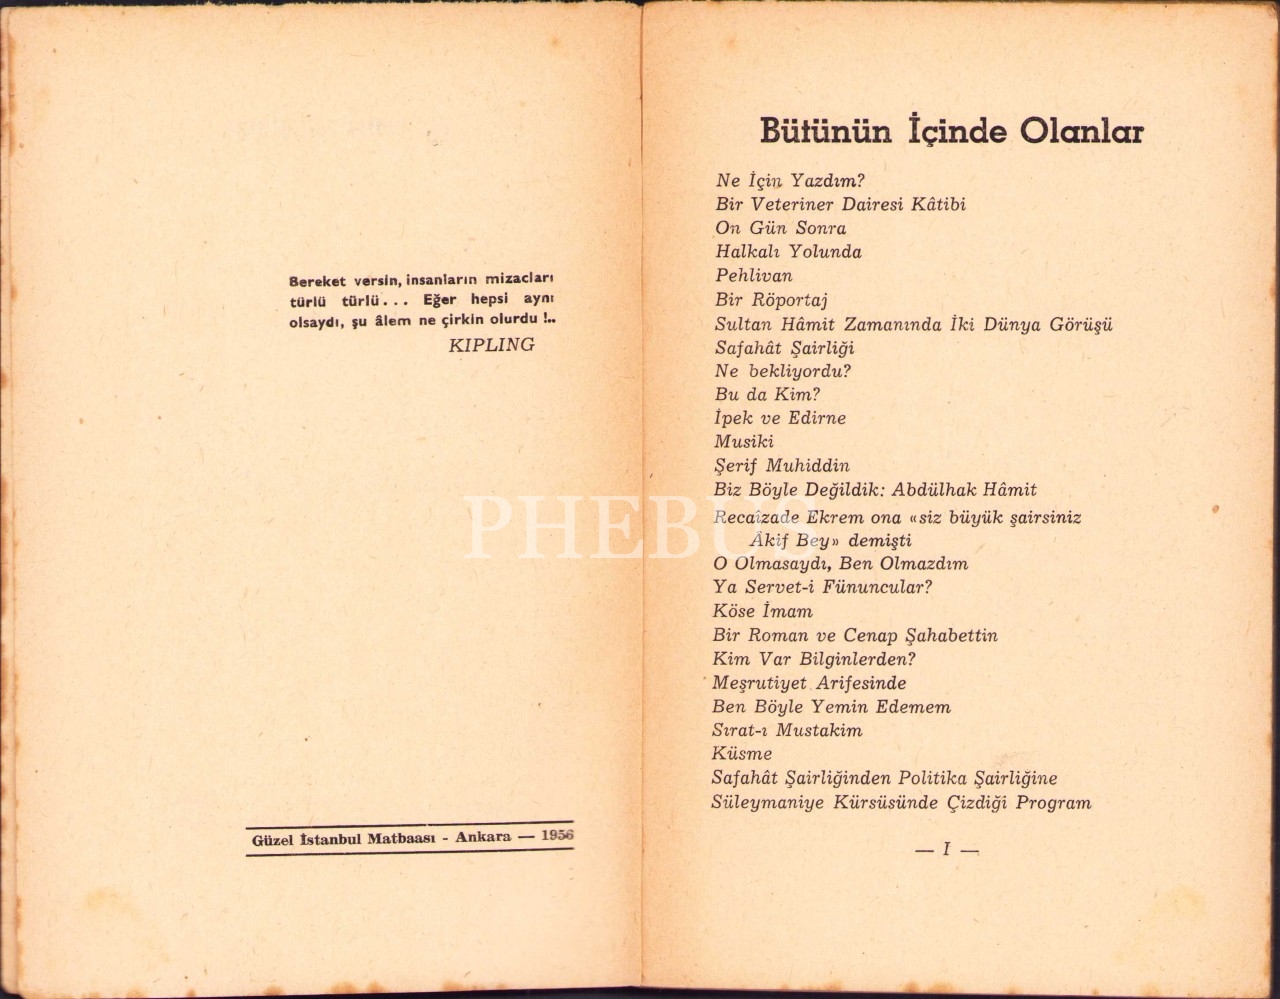 Bereket versin, insanların mizacları
türlü türlü... Eğer hepsi aynı
olsaydı, şu âlem ne çirkin olurdu !..
KIPLING
Güzel İstanbul Matbaası - Ankara — 1956
Bütünün İçinde Olanlar
Ne İçin Yazdım?
Bir Veteriner Dairesi Kâtibi
On Gün Sonra
Halkalı Yolunda
Pehlivan
Bir Röportaj
Sultan Hâmit Zamanında İki Dünya Görüşü
Safahât Şairliği
Ne bekliyordu?
Bu da Kim?
İpek ve Edirne
Musiki
Şerif Muhiddin
Biz Böyle Değildik: Abdülhak Hâmit
Recaîzade Ekrem ona «siz büyük şairsiniz
Âkif Bey» demişti
O Olmasaydı, Ben Olmazdım
Ya Servet-i Fünuncular?
Köse İmam
Bir Roman ve Cenap Şahabettin
Kim Var Bilginlerden?
Meşrutiyet Arifesinde
Ben Böyle Yemin Edemem
Sırat-ı Mustakim
Küsme
Safahât Şairliğinden Politika Şairliğine
Süleymaniye Kürsüsünde Çizdiği Program
— I —
PHEBUS